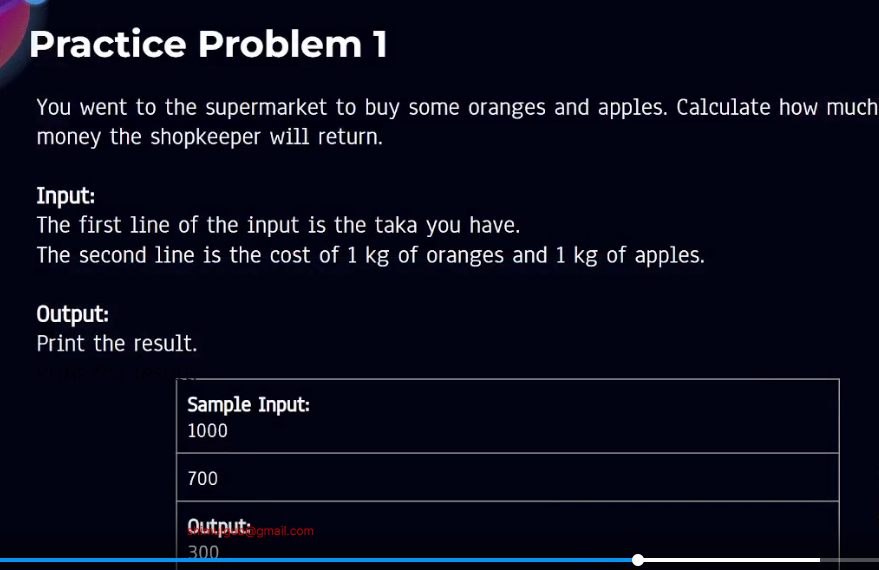 Practice Problem 1
You went to the supermarket to buy some oranges and apples. Calculate how much
money the shopkeeper will return.
Input:
The first line of the input is the taka you have.
The second line is the cost of 1 kg of oranges and 1 kg of apples.
Output:
Print the result.
Sample Input:
1000
700
Output:
300